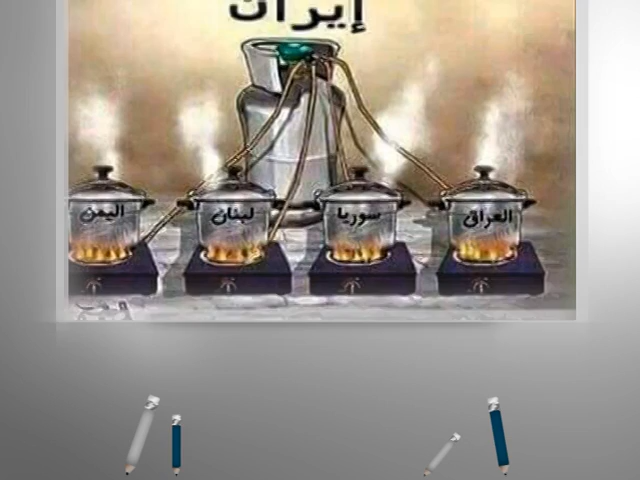 إيران
اليمن
لبنان
سوريا
العراق